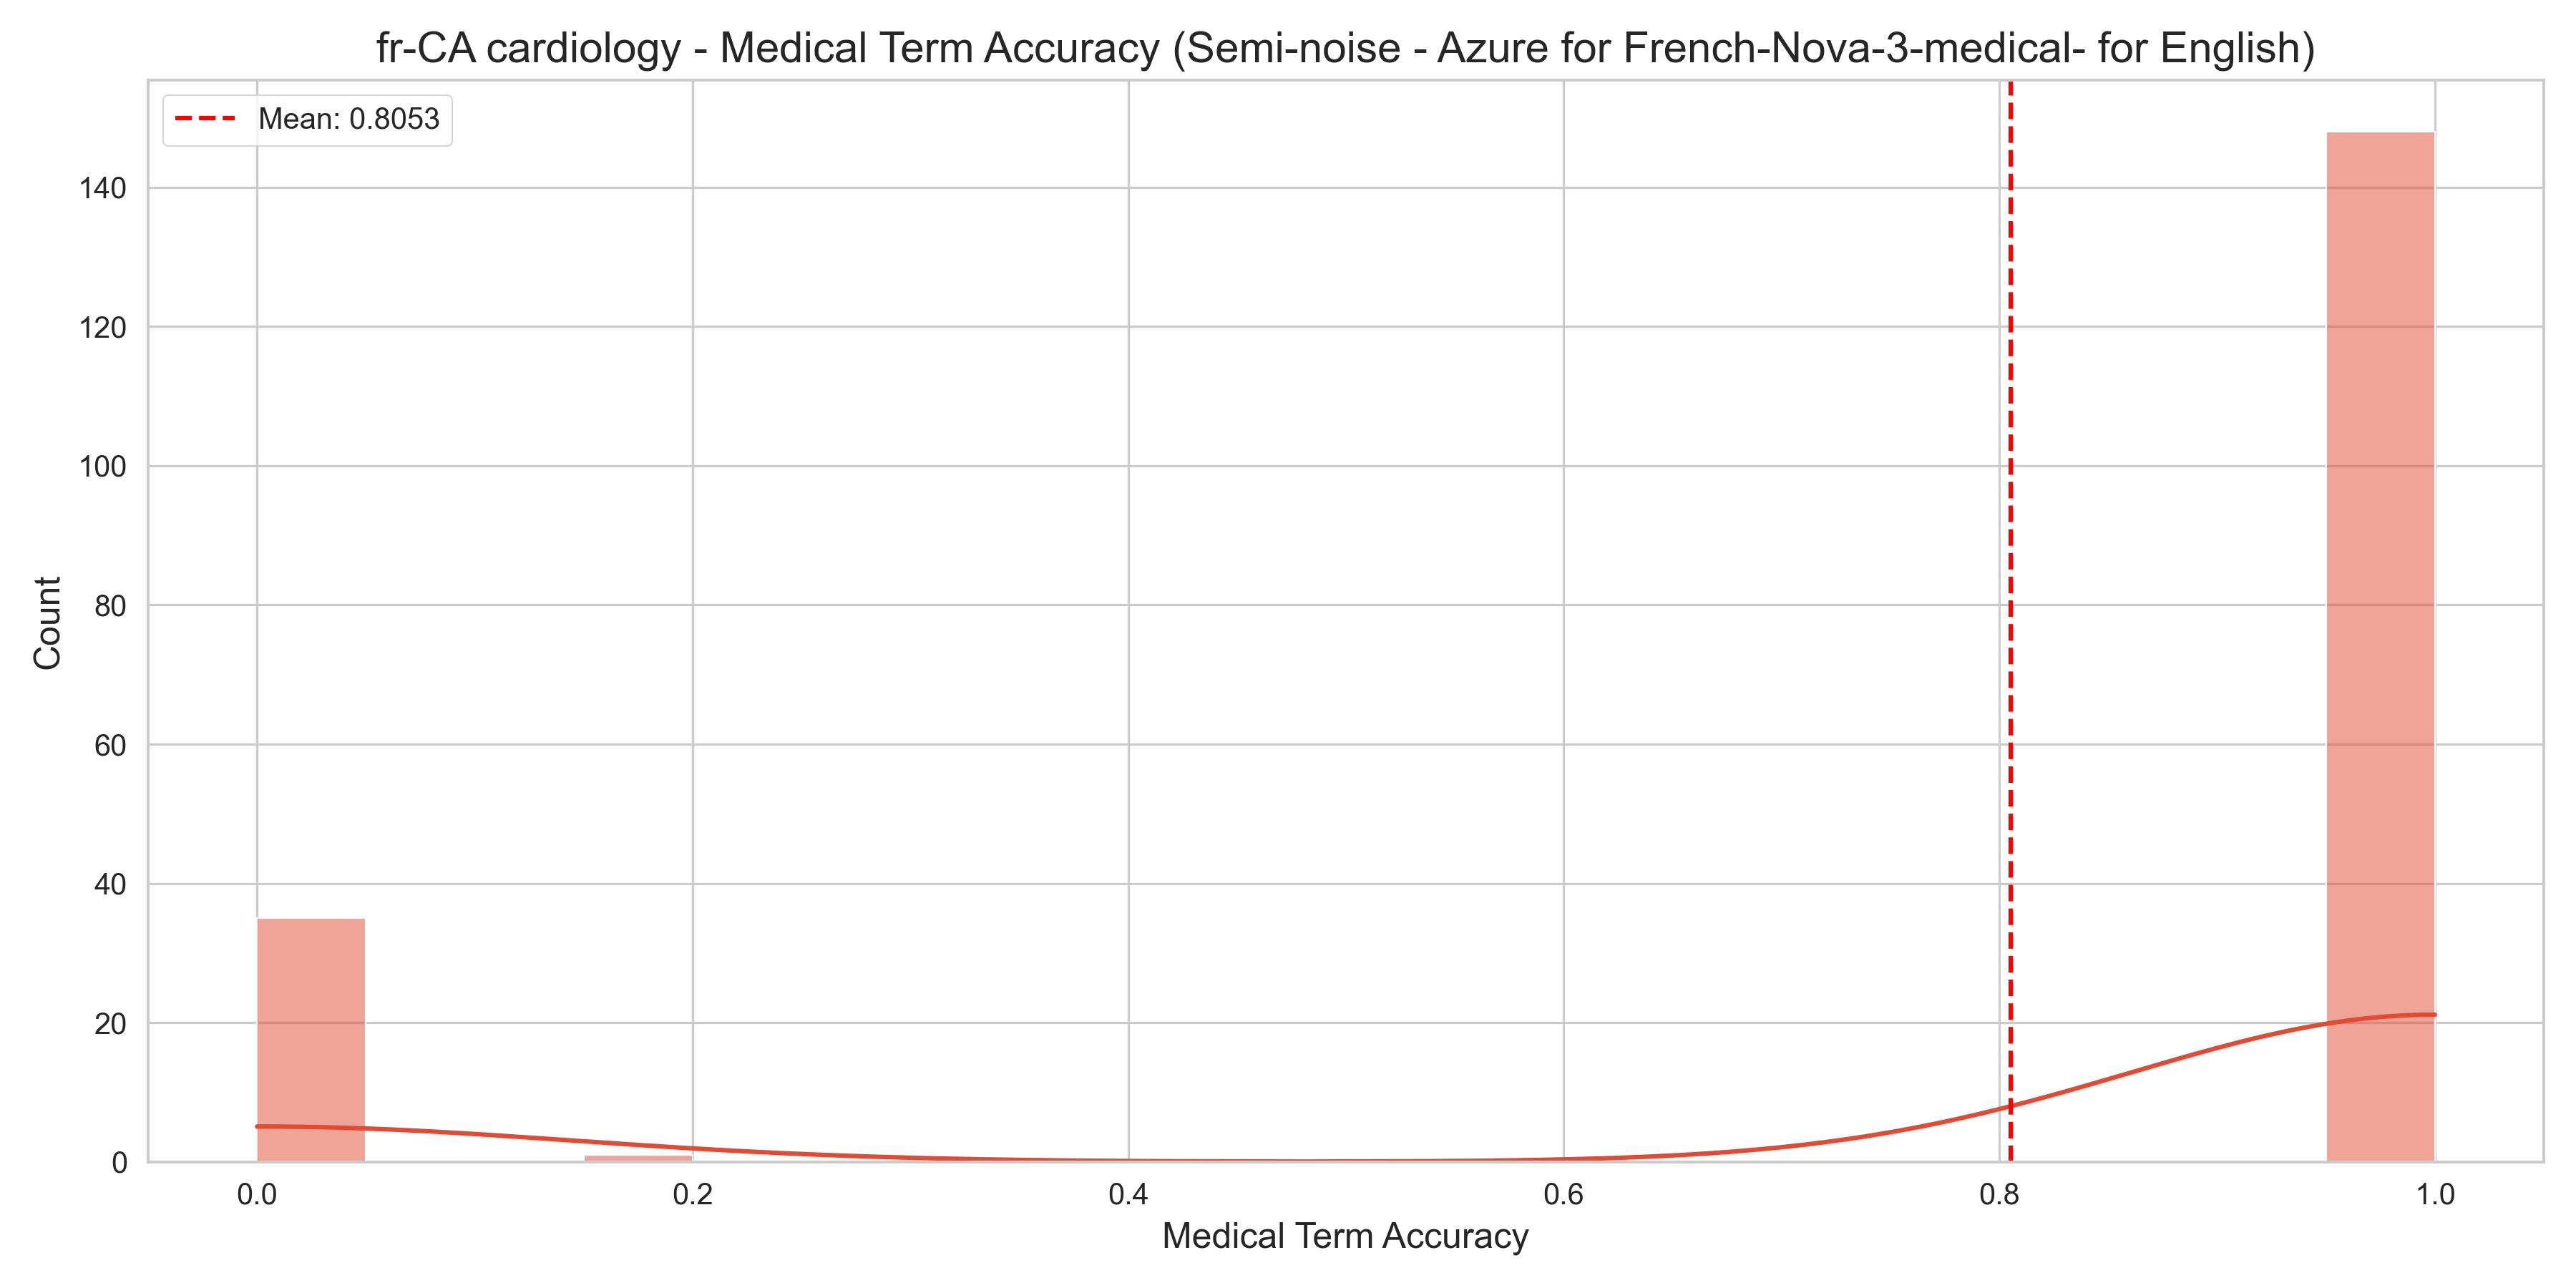 fr-CA cardiology - Medical Term Accuracy (Semi-noise - Azure for French-Nova-3-medical- for English)
Mean: 0.8053
140
120
100
80
60
40
20
0
Count
0.0 0.2 0.4 0.6 0.8 1.0
Medical Term Accuracy